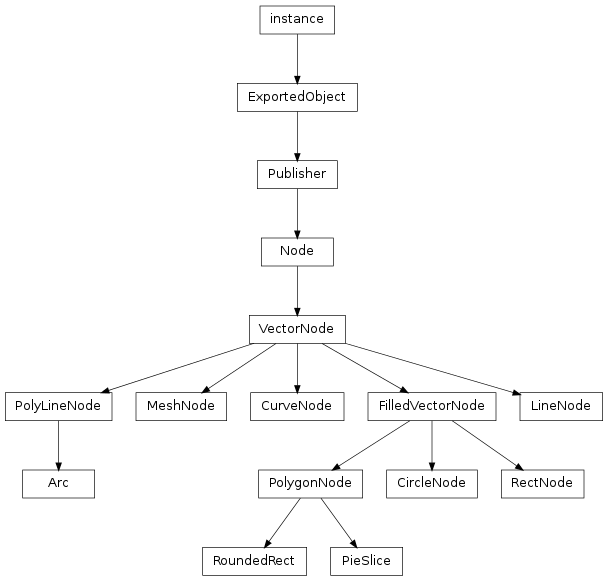 instance
ExportedObject
Publisher
Node
VectorNode
PolyLineNode
MeshNode
CurveNode
FilledVectorNode
LineNode
Arc
PolygonNode
CircleNode
RectNode
RoundedRect
PieSlice